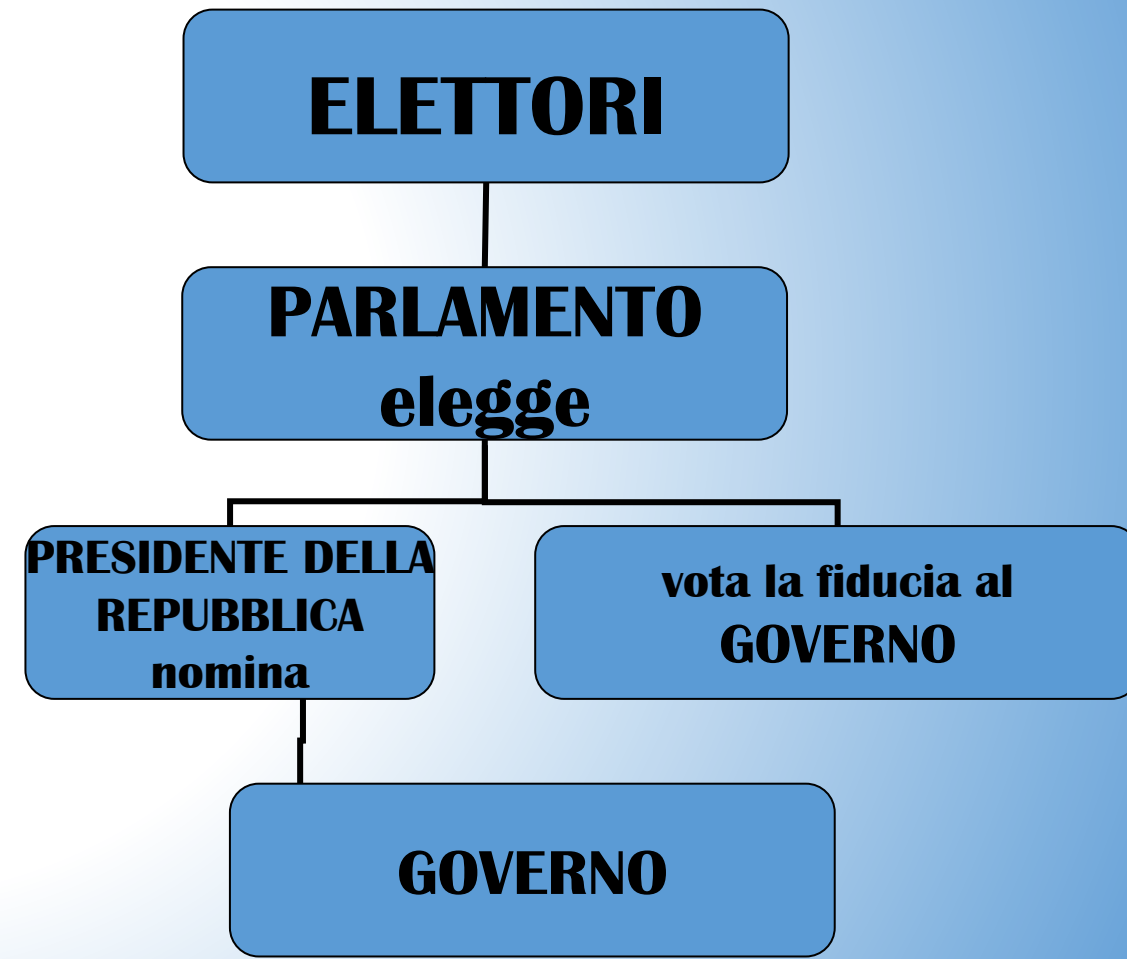 ELETTORI
PARLAMENTO
elegge
PRESIDENTE DELLA
REPUBBLICA
nomina
vota la fiducia al
GOVERNO
GOVERNO